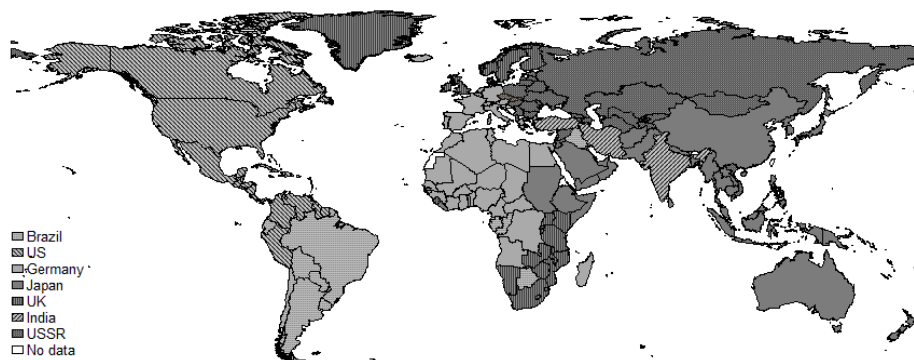 Brazil
US
Germany
Japan
UK
India
USSR
No data